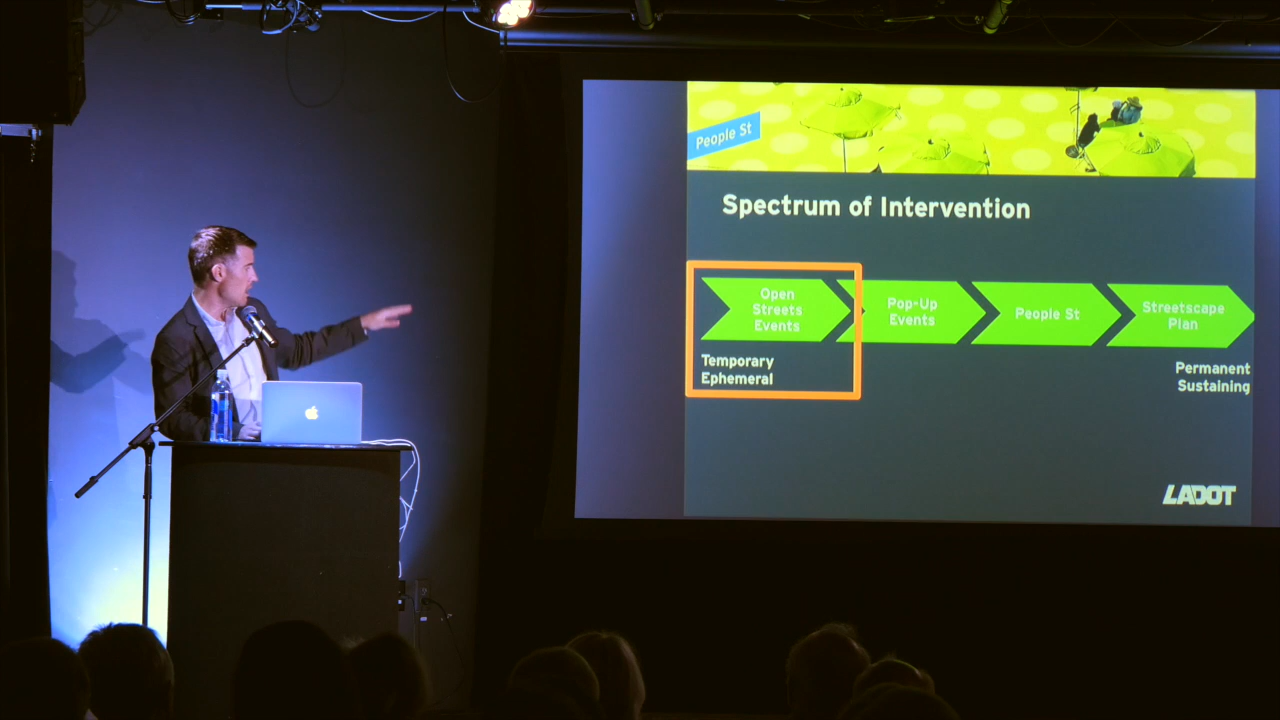 People St
Spectrum of Intervention
Open
Streets
Events
Pop-Up
Events
People St
Streetscape
Plan
Temporary
Ephemeral
Permanent
Sustaining
LADOT